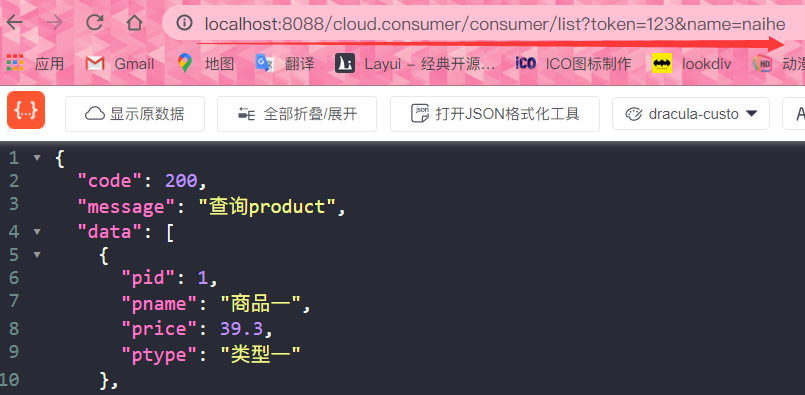 localhost:8088/cloud.consumer/consumer/list?token=123&name=naihe
应用 Gmail 地图 翻译 Layui - 经典开源... ICO ICO图标制作 lookdiv HD 动漫
{...} 显示原数据 全部折叠/展开 json 打开JSON格式化工具 dracula-custo A
1 {
2 "code": 200,
3 "message": "查询product",
4 "data": [
5 {
6 "pid": 1,
7 "pname": "商品一",
8 "price": 39.3,
9 "ptype": "类型一"
10 },